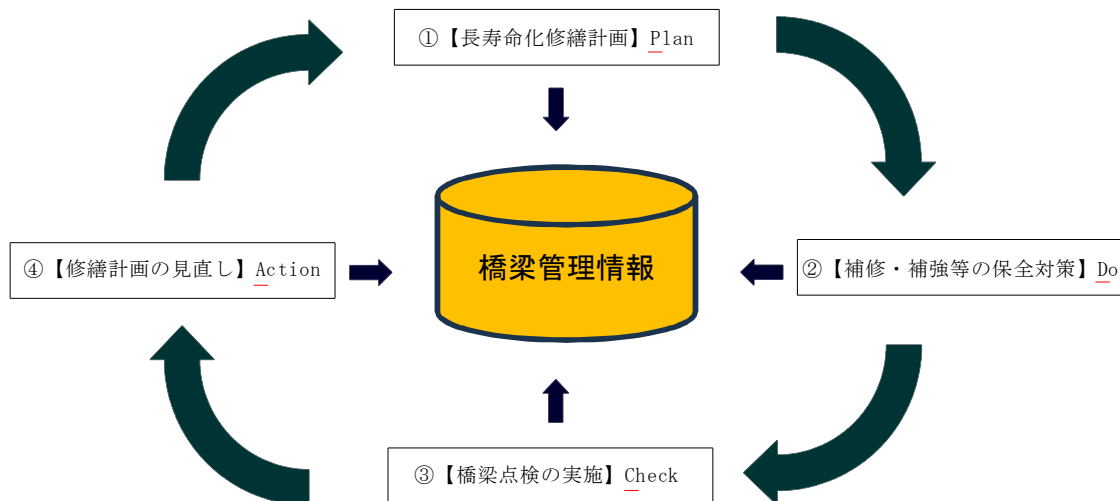 ①【長寿命化修繕計画】Plan
④【修繕計画の見直し】Action
橋梁管理情報
②【補修・補強等の保全対策】Do
③【橋梁点検の実施】Check